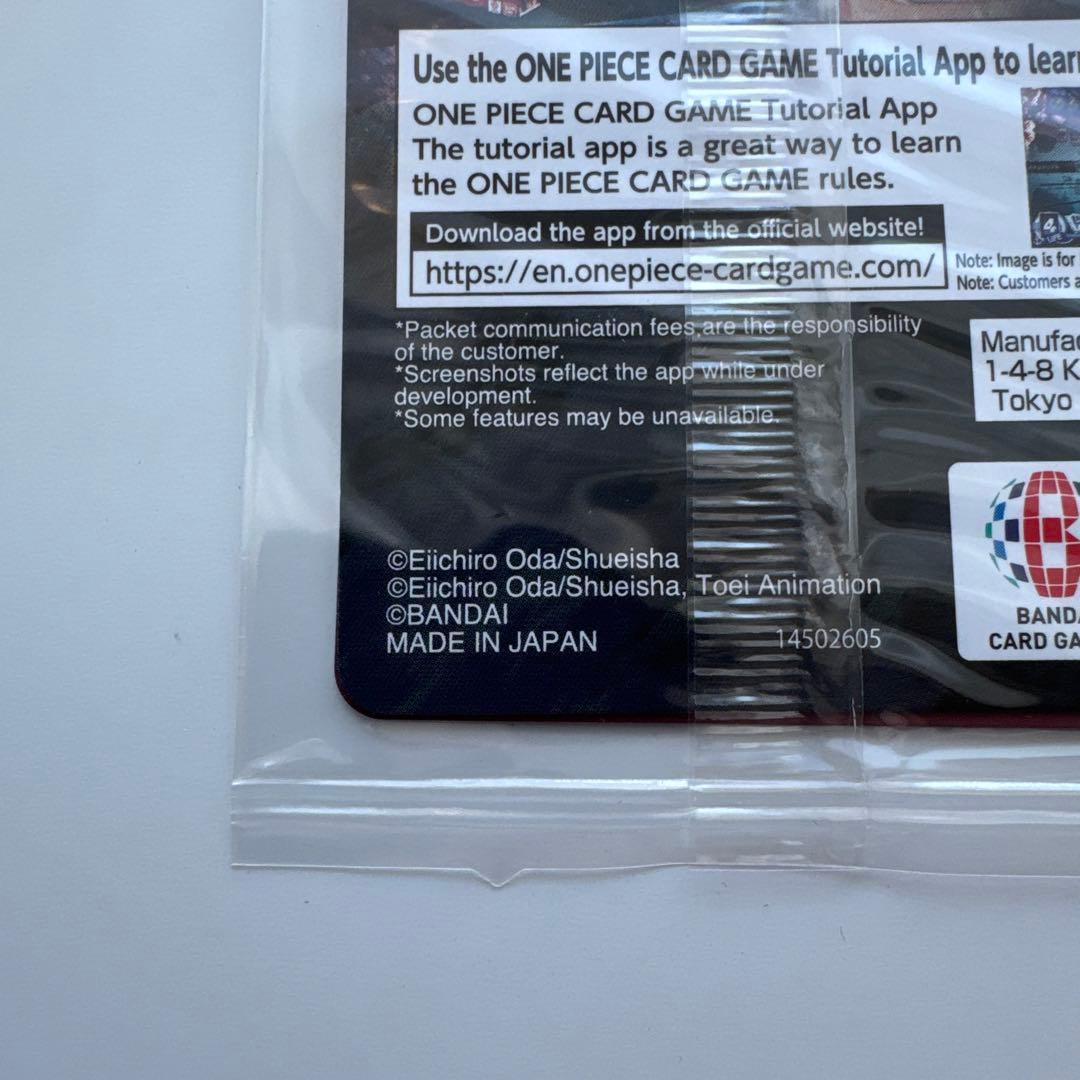 Use the ONE PIECE CARD GAME Tutorial App to
ONE PIECE CARD GAME Tutorial App
The tutorial app is a great way to learn
the ONE PIECE CARD GAME rules.
Download the app from the official website!
https://en.onepiece-cardgame.com/
Note: Image is for
Note: Customers
*Packet communication fees are the responsibility
of the customer.
*Screenshots reflect the app while under
development.
*Some features may be unavailable.
1-4-8
Tokyo
©Eiichiro Oda/Shueisha
©Eiichiro Oda/Shueisha, Toei Animation
©BANDAI
MADE IN JAPAN
14502605
CARD